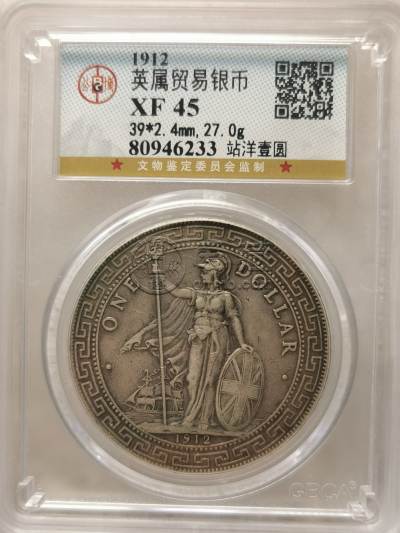 1912
英属贸易银币
XF 45
39*2.4mm,27.0g
80946233 站洋壹圆
★ 文物鉴定委员会监制 ★
· ONE DOLLAR ·
1912